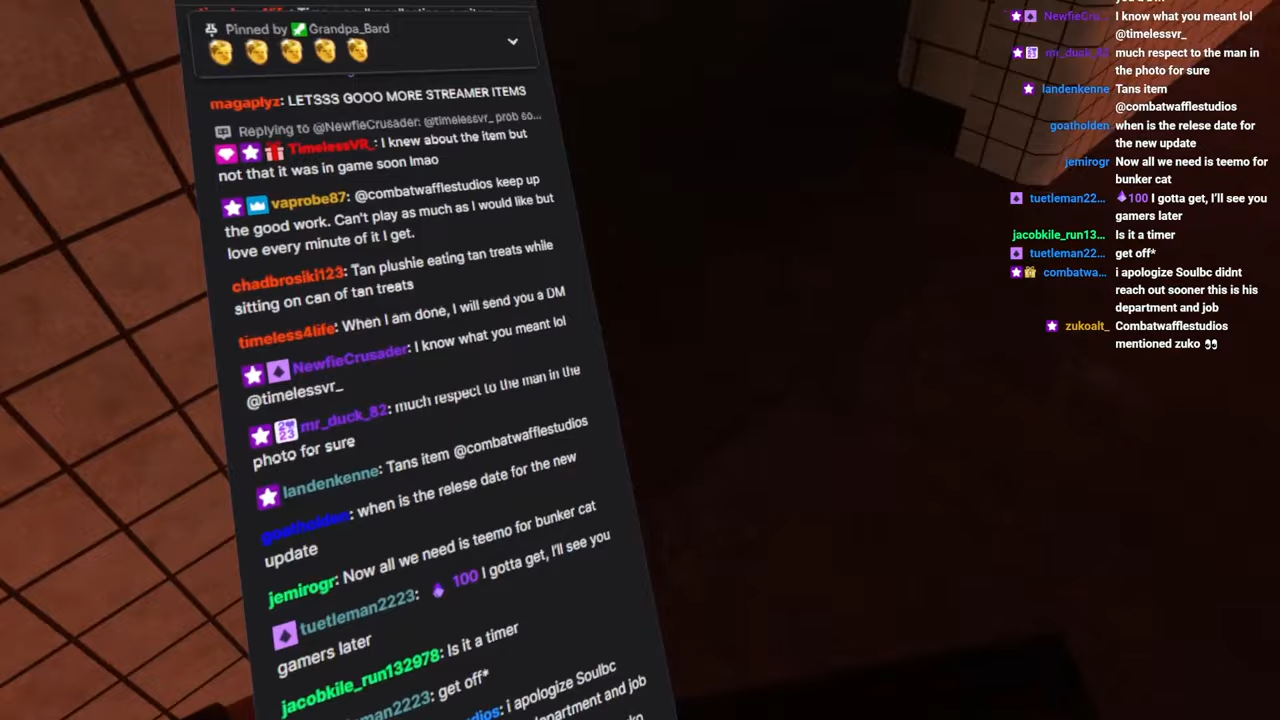 Pinned by Grandpa_Bard
magaplyz: LETSSS GOOO MORE STREAMER ITEMS
Replying to @NewfieCrusader: @timelessvr_ prob so...
TimelessVR_: I knew about the item but
not that it was in game soon lmao
vaprobe87: @combatwafflestudios keep up
the good work. Can't play as much as I would like but
love every minute of it I get.
chadbrosiki123: Tan plushie eating tan treats while
sitting on can of tan treats
timeless4life: When I am done, I will send you a DM
NewfieCrusader: I know what you meant lol
@timelessvr_
mr_duck_82: much respect to the man in the
photo for sure
landenkenne: Tans item @combatwafflestudios
goatholden: when is the relese date for the new
update
jemirogr: Now all we need is teemo for bunker cat
tuetleman2223: 100 I gotta get, I'll see you
gamers later
jacobkile_run132978: Is it a timer
leman2223: get off*
dios: i apologize Soulbc
department and job
NewfieCru... I know what you meant lol
@timelessvr_
mr_duck_82 much respect to the man in
the photo for sure
landenkenne Tans item
@combatwafflestudios
goatholden when is the relese date for
the new update
jemirogr Now all we need is teemo for
bunker cat
tuetleman22... 100 I gotta get, I'll see you
gamers later
jacobkile_run13... Is it a timer
tuetleman22... get off*
combatwa... i apologize Soulbc didnt
reach out sooner this is his
department and job
zukoalt_ Combatwafflestudios
mentioned zuko